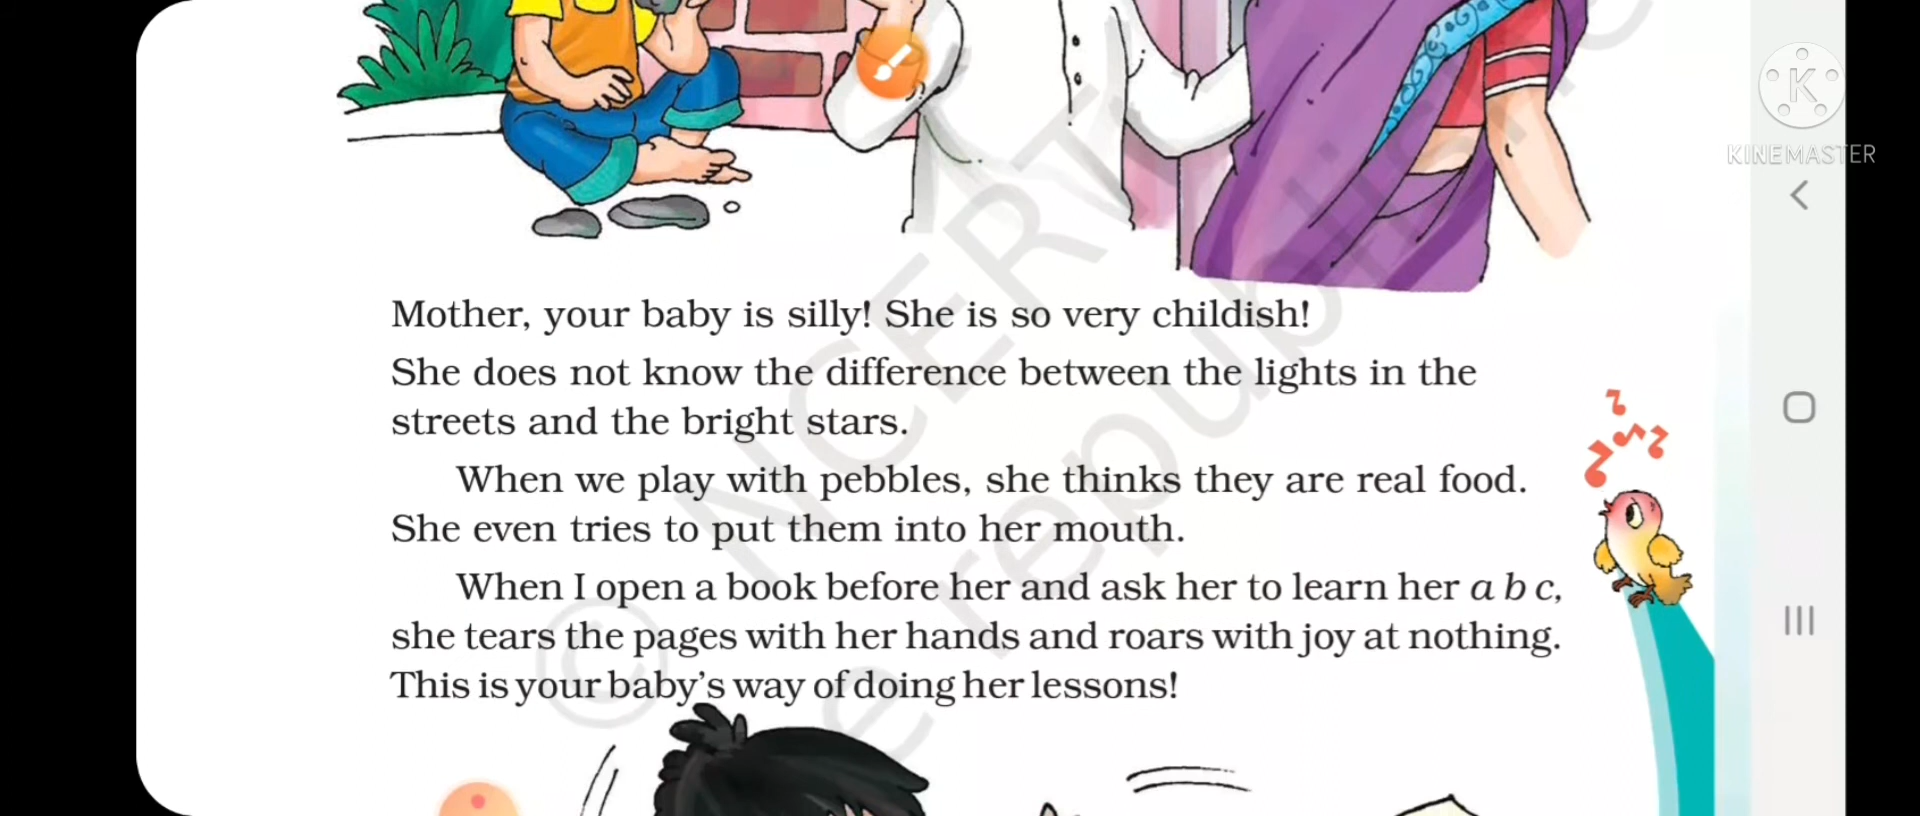 KINEMASTER
Mother, your baby is silly! She is so very childish!
She does not know the difference between the lights in the
streets and the bright stars.
When we play with pebbles, she thinks they are real food.
She even tries to put them into her mouth.
When I open a book before her and ask her to learn her a b c,
she tears the pages with her hands and roars with joy at nothing.
This is your baby's way of doing her lessons!
© NCERT
e republi